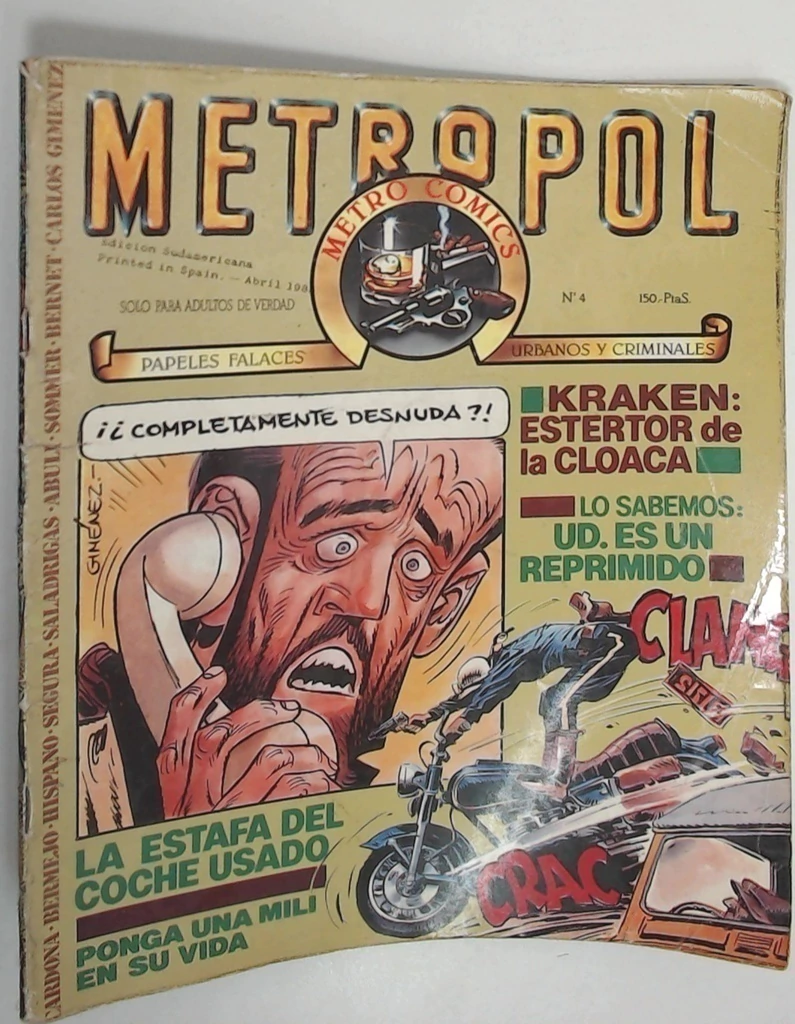 METROPOL
METRO COMICS
Edicion Sudamericana
Printed in Spain. — Abril 198
SOLO PARA ADULTOS DE VERDAD
Nº 4
150.- PtaS.
PAPELES FALACES
URBANOS Y CRIMINALES
CARDONA·BERMEJO·HISPANO·SEGURA·SALADRIGAS·ABULI·SOMMER·BERNET·CARLOS GIMENEZ
¡¿COMPLETAMENTE DESNUDA?!
GIMÉNEZ.-
KRAKEN:
ESTERTOR de
la CLOACA
LO SABEMOS:
UD. ES UN
REPRIMIDO
CRAC
LA ESTAFA DEL
COCHE USADO
PONGA UNA MILI
EN SU VIDA